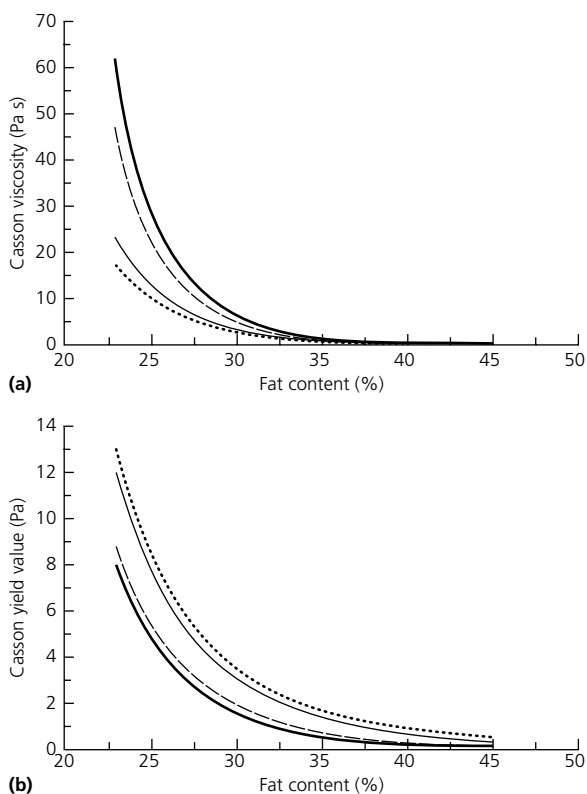 70
60
50
40
30
20
10
0
Casson viscosity (Pa s)
20 25 30 35 40 45 50
(a) Fat content (%)
14
12
10
8
6
4
2
0
Casson yield value (Pa)
20 25 30 35 40 45 50
(b) Fat content (%)